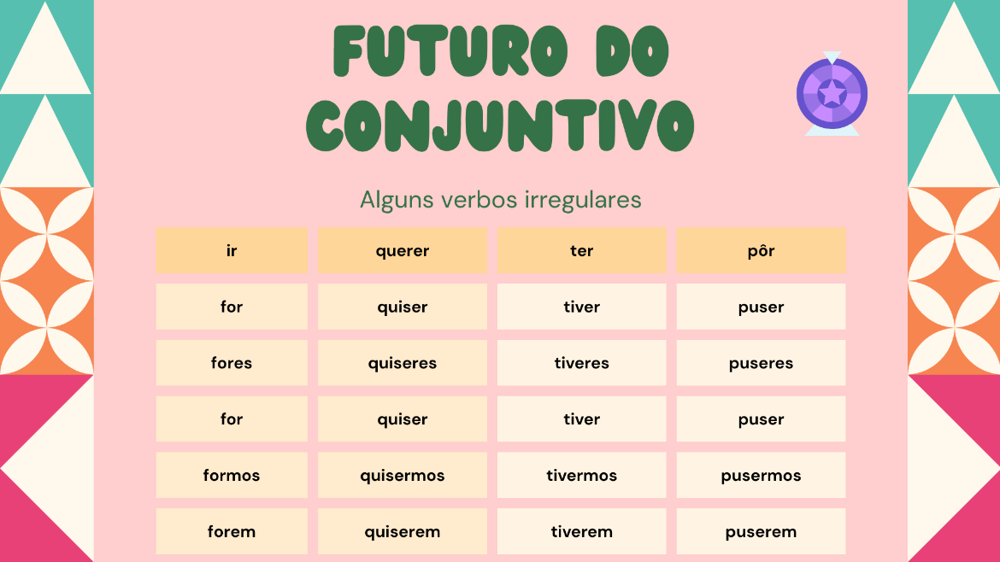 FUTURO DO
CONJUNTIVO
Alguns verbos irregulares
ir querer ter pôr
for quiser tiver puser
fores quiseres tiveres puseres
for quiser tiver puser
formos quisermos tivermos pusermos
forem quiserem tiverem puserem